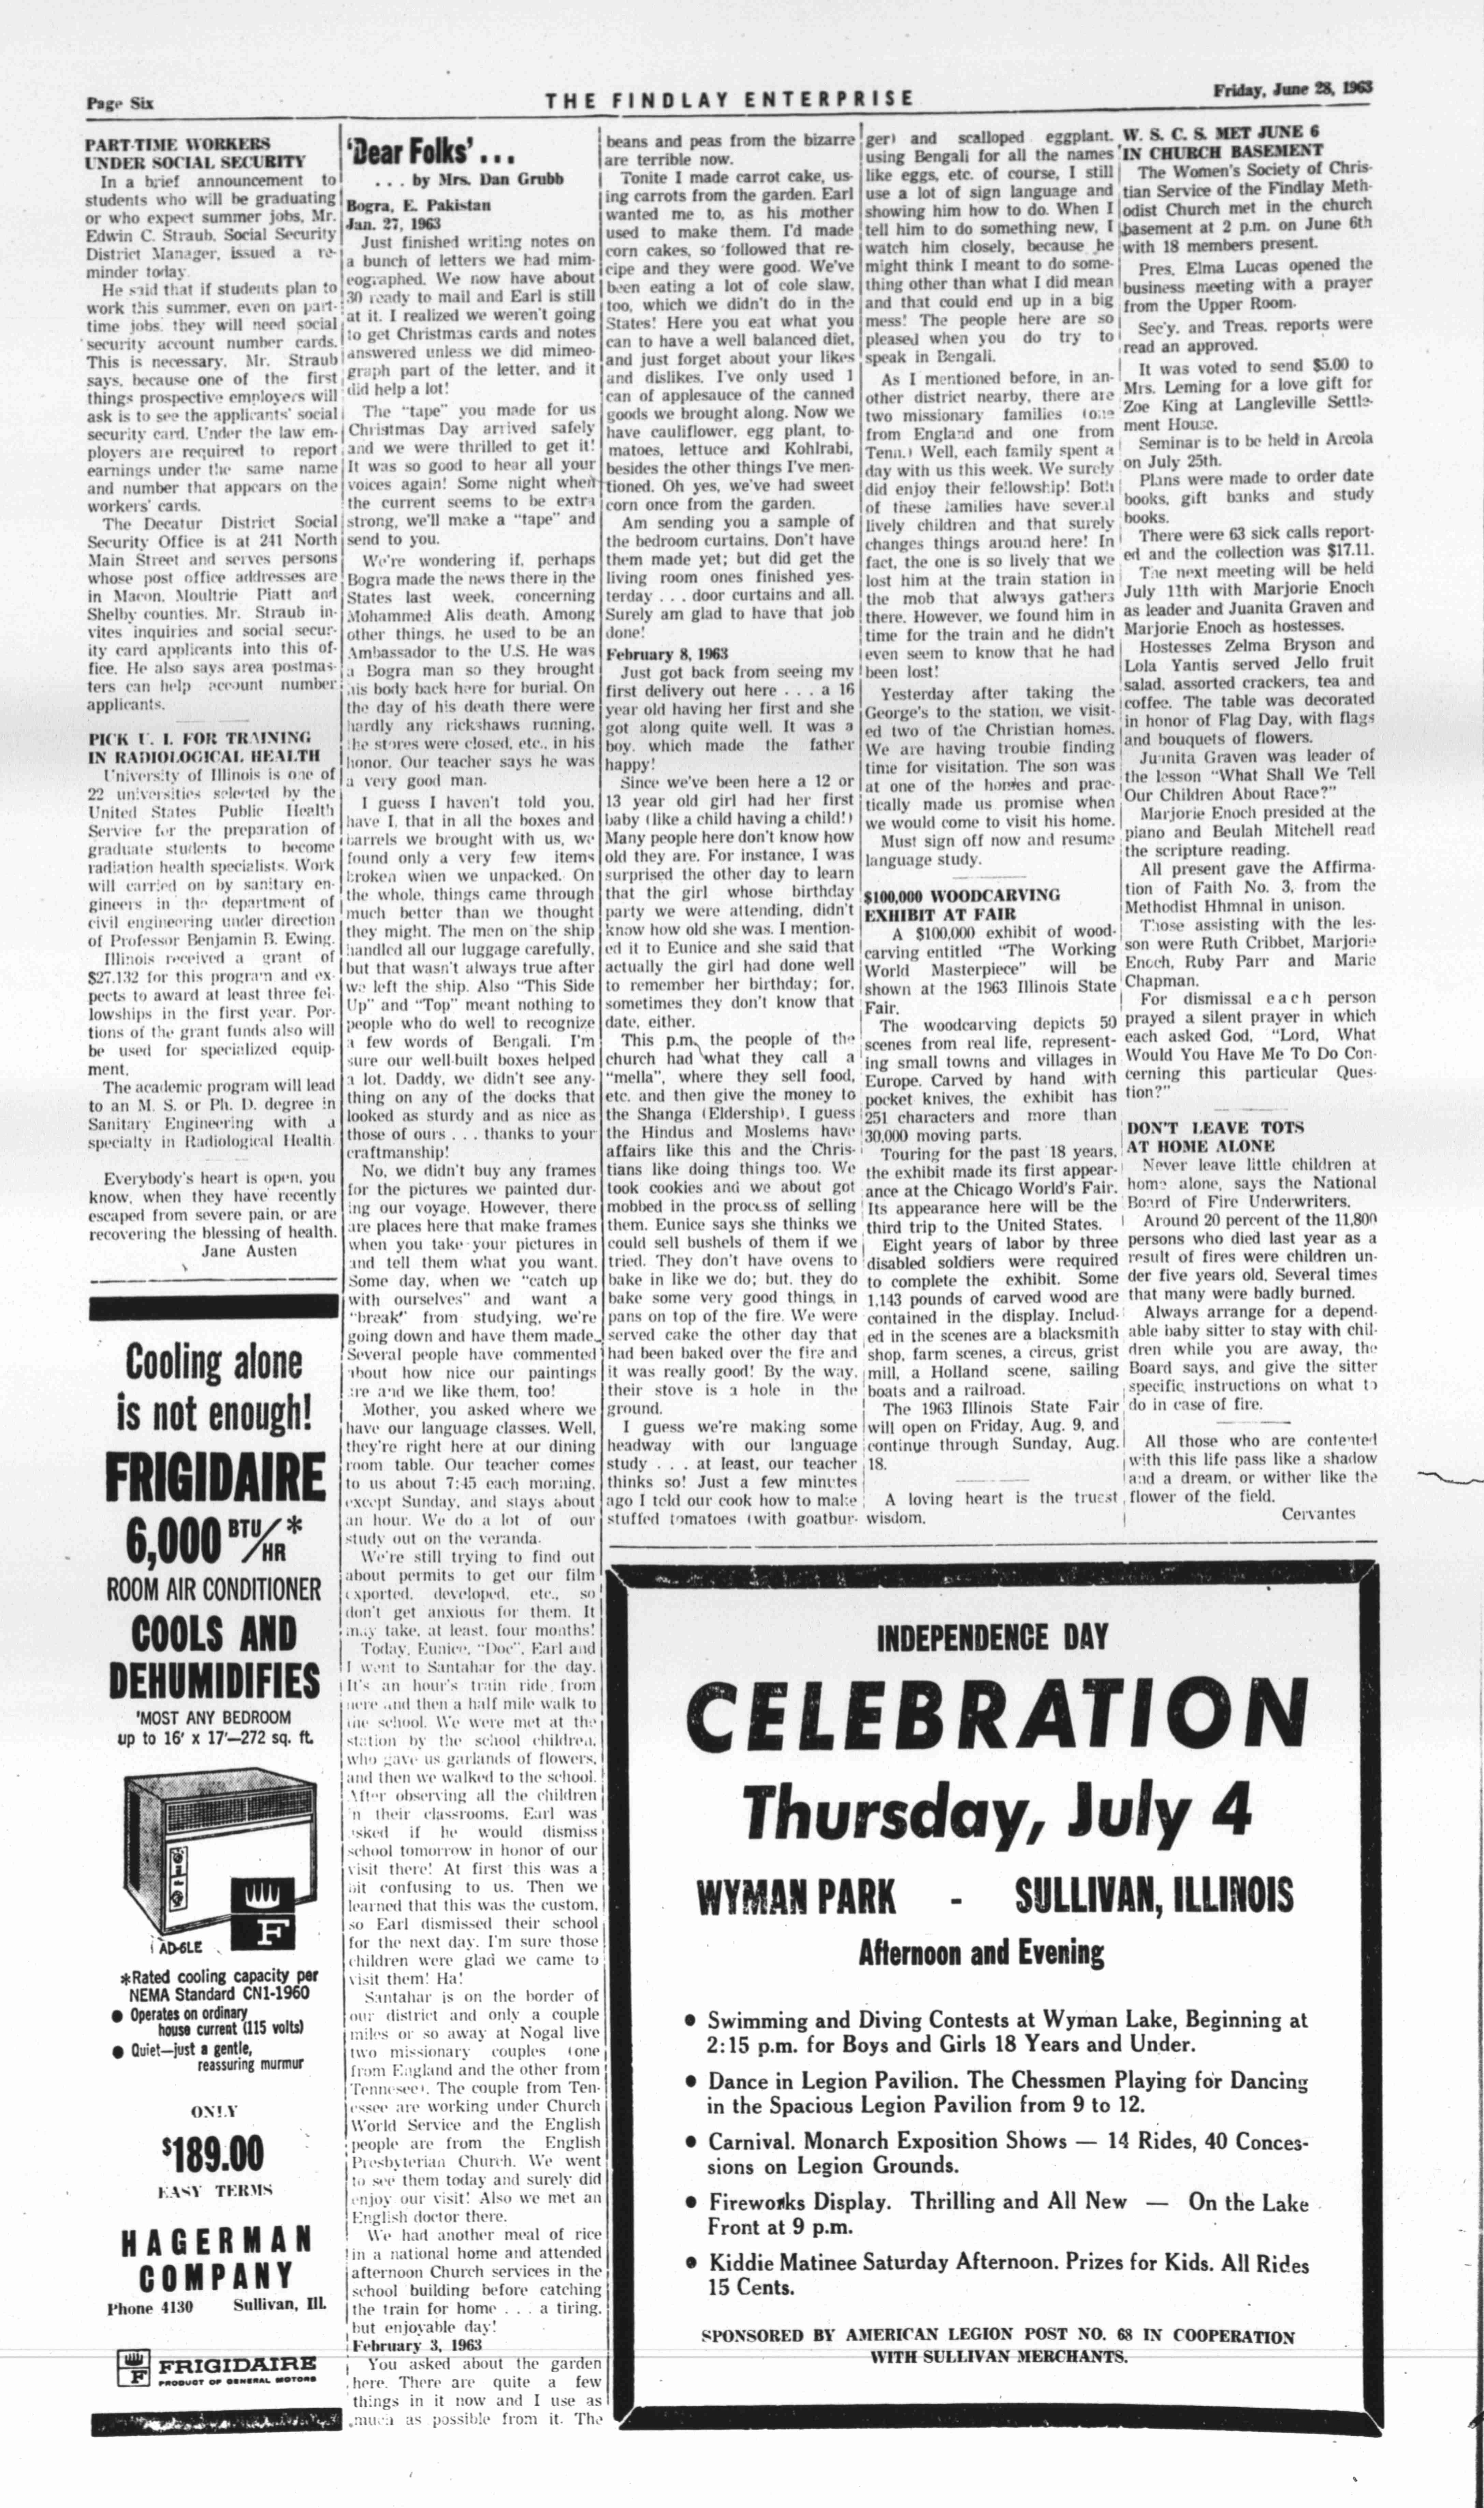 Page Six
THE FINDLAY ENTERPRISE
Friday, June 28, 1963
PART-TIME WORKERS
UNDER SOCIAL SECURITY
In a brief announcement to
students who will be graduating
or who expect summer jobs, Mr.
Edwin C. Straub, Social Security
District Manager, issued a re-
minder today.
He said that if students plan to
work this summer, even on part-
time jobs, they will need social
security account number cards.
This is necessary, Mr. Straub
says, because one of the first
things prospective employers will
ask is to see the applicants' social
security card. Under the law em-
ployers are required to report
earnings under the same name
and number that appears on the
workers' cards.
The Decatur District Social
Security Office is at 241 North
Main Street and serves persons
whose post office addresses are
in Macon, Moultrie Piatt and
Shelby counties. Mr. Straub in-
vites inquiries and social secur-
ity card applicants into this of-
fice. He also says area postmas-
ters can help account number
applicants.
PICK U. I. FOR TRAINING
IN RADIOLOGICAL HEALTH
University of Illinois is one of
22 universities selected by the
United States Public Health
Service for the preparation of
graduate students to become
radiation health specialists. Work
will carried on by sanitary en-
gineers in the department of
civil engineering under direction
of Professor Benjamin B. Ewing.
Illinois received a grant of
$27,132 for this program and ex-
pects to award at least three fel-
lowships in the first year. Por-
tions of the grant funds also will
be used for specialized equip-
ment.
The academic program will lead
to an M. S. or Ph. D. degree in
Sanitary Engineering with a
specialty in Radiological Health.
Everybody's heart is open, you
know, when they have recently
escaped from severe pain, or are
recovering the blessing of health.
Jane Austen
Cooling alone
is not enough!
FRIGIDAIRE
6,000 BTU/HR*
ROOM AIR CONDITIONER
COOLS AND
DEHUMIDIFIES
'MOST ANY BEDROOM
up to 16' x 17'—272 sq. ft.
F
AD-6LE
*Rated cooling capacity per
NEMA Standard CN1-1960
● Operates on ordinary
house current (115 volts)
● Quiet—just a gentle,
reassuring murmur
ONLY
$189.00
EASY TERMS
HAGERMAN
COMPANY
Phone 4130 Sullivan, Ill.
F FRIGIDAIRE
PRODUCT OF GENERAL MOTORS
'Dear Folks' . . .
. . . by Mrs. Dan Grubb
Bogra, E. Pakistan
Jan. 27, 1963
Just finished writing notes on
a bunch of letters we had mim-
eographed. We now have about
30 ready to mail and Earl is still
at it. I realized we weren't going
to get Christmas cards and notes
answered unless we did mimeo-
graph part of the letter, and it
did help a lot!
The "tape" you made for us
Christmas Day arrived safely
and we were thrilled to get it!
It was so good to hear all your
voices again! Some night when
the current seems to be extra
strong, we'll make a "tape" and
send to you.
We're wondering if, perhaps
Bogra made the news there in the
States last week, concerning
Mohammed Alis death. Among
other things, he used to be an
Ambassador to the U.S. He was
a Bogra man so they brought
his body back here for burial. On
the day of his death there were
hardly any rickshaws running,
the stores were closed, etc., in his
honor. Our teacher says he was
a very good man.
I guess I haven't told you,
have I, that in all the boxes and
barrels we brought with us, we
found only a very few items
broken when we unpacked. On
the whole, things came through
much better than we thought
they might. The men on the ship
handled all our luggage carefully,
but that wasn't always true after
we left the ship. Also "This Side
Up" and "Top" meant nothing to
people who do well to recognize
a few words of Bengali. I'm
sure our well-built boxes helped
a lot. Daddy, we didn't see any-
thing on any of the docks that
looked as sturdy and as nice as
those of ours . . . thanks to your
craftmanship!
No, we didn't buy any frames
for the pictures we painted dur-
ing our voyage. However, there
are places here that make frames
when you take your pictures in
and tell them what you want.
Some day, when we "catch up
with ourselves" and want a
"break" from studying, we're
going down and have them made.
Several people have commented
about how nice our paintings
are and we like them, too!
Mother, you asked where we
have our language classes. Well,
they're right here at our dining
room table. Our teacher comes
to us about 7:45 each morning,
except Sunday, and stays about
an hour. We do a lot of our
study out on the veranda.
We're still trying to find out
about permits to get our film
exported, developed, etc., so
don't get anxious for them. It
may take, at least, four months!
Today, Eunice, "Doc", Earl and
I went to Santahar for the day.
It's an hour's train ride from
here and then a half mile walk to
the school. We were met at the
station by the school children,
who gave us garlands of flowers,
and then we walked to the school.
After observing all the children
in their classrooms, Earl was
asked if he would dismiss
school tomorrow in honor of our
visit there! At first this was a
bit confusing to us. Then we
learned that this was the custom,
so Earl dismissed their school
for the next day. I'm sure those
children were glad we came to
visit them! Ha!
Santahar is on the border of
our district and only a couple
miles or so away at Nogal live
two missionary couples (one
from England and the other from
Tennesee). The couple from Ten-
essee are working under Church
World Service and the English
people are from the English
Presbyterian Church. We went
to see them today and surely did
enjoy our visit! Also we met an
English doctor there.
We had another meal of rice
in a national home and attended
afternoon Church services in the
school building before catching
the train for home . . . a tiring,
but enjoyable day!
February 3, 1963
You asked about the garden
here. There are quite a few
things in it now and I use as
much as possible from it. The
beans and peas from the bizarre
are terrible now.
Tonite I made carrot cake, us-
ing carrots from the garden. Earl
wanted me to, as his mother
used to make them. I'd made
corn cakes, so followed that re-
cipe and they were good. We've
been eating a lot of cole slaw,
too, which we didn't do in the
States! Here you eat what you
can to have a well balanced diet,
and just forget about your likes
and dislikes. I've only used 1
can of applesauce of the canned
goods we brought along. Now we
have cauliflower, egg plant, to-
matoes, lettuce and Kohlrabi,
besides the other things I've men-
tioned. Oh yes, we've had sweet
corn once from the garden.
Am sending you a sample of
the bedroom curtains. Don't have
them made yet; but did get the
living room ones finished yes-
terday . . . door curtains and all.
Surely am glad to have that job
done!
February 8, 1963
Just got back from seeing my
first delivery out here . . . a 16
year old having her first and she
got along quite well. It was a
boy, which made the father
happy!
Since we've been here a 12 or
13 year old girl had her first
baby (like a child having a child!)
Many people here don't know how
old they are. For instance, I was
surprised the other day to learn
that the girl whose birthday
party we were attending, didn't
know how old she was. I mention-
ed it to Eunice and she said that
actually the girl had done well
to remember her birthday; for,
sometimes they don't know that
date, either.
This p.m. the people of the
church had what they call a
"mella", where they sell food,
etc. and then give the money to
the Shanga (Eldership). I guess
the Hindus and Moslems have
affairs like this and the Chris-
tians like doing things too. We
took cookies and we about got
mobbed in the process of selling
them. Eunice says she thinks we
could sell bushels of them if we
tried. They don't have ovens to
bake in like we do; but, they do
bake some very good things, in
pans on top of the fire. We were
served cake the other day that
had been baked over the fire and
it was really good! By the way,
their stove is a hole in the
ground.
I guess we're making some
headway with our language
study . . . at least, our teacher
thinks so! Just a few minutes
ago I told our cook how to make
stuffed tomatoes (with goatbur-
ger) and scalloped eggplant,
using Bengali for all the names
like eggs, etc. of course, I still
use a lot of sign language and
showing him how to do. When I
tell him to do something new, I
watch him closely, because he
might think I meant to do some-
thing other than what I did mean
and that could end up in a big
mess! The people here are so
pleased when you do try to
speak in Bengali.
As I mentioned before, in an-
other district nearby, there are
two missionary families (one
from England and one from
Tenn.) Well, each family spent a
day with us this week. We surely
did enjoy their fellowship! Both
of these families have several
lively children and that surely
changes things around here! In
fact, the one is so lively that we
lost him at the train station in
the mob that always gathers
there. However, we found him in
time for the train and he didn't
even seem to know that he had
been lost!
Yesterday after taking the
George's to the station, we visit-
ed two of the Christian homes.
We are having trouble finding
time for visitation. The son was
at one of the homes and prac-
tically made us promise when
we would come to visit his home.
Must sign off now and resume
language study.
$100,000 WOODCARVING
EXHIBIT AT FAIR
A $100,000 exhibit of wood-
carving entitled "The Working
World Masterpiece" will be
shown at the 1963 Illinois State
Fair.
The woodcarving depicts 50
scenes from real life, represent-
ing small towns and villages in
Europe. Carved by hand with
pocket knives, the exhibit has
251 characters and more than
30,000 moving parts.
Touring for the past 18 years,
the exhibit made its first appear-
ance at the Chicago World's Fair.
Its appearance here will be the
third trip to the United States.
Eight years of labor by three
disabled soldiers were required
to complete the exhibit. Some
1,143 pounds of carved wood are
contained in the display. Includ-
ed in the scenes are a blacksmith
shop, farm scenes, a circus, grist
mill, a Holland scene, sailing
boats and a railroad.
The 1963 Illinois State Fair
will open on Friday, Aug. 9, and
continue through Sunday, Aug.
18.
A loving heart is the truest
wisdom.
W. S. C. S. MET JUNE 6
IN CHURCH BASEMENT
The Women's Society of Chris-
tian Service of the Findlay Meth-
odist Church met in the church
basement at 2 p.m. on June 6th
with 18 members present.
Pres. Elma Lucas opened the
business meeting with a prayer
from the Upper Room.
Sec'y. and Treas. reports were
read an approved.
It was voted to send $5.00 to
Mrs. Leming for a love gift for
Zoe King at Langleville Settle-
ment House.
Seminar is to be held in Arcola
on July 25th.
Plans were made to order date
books, gift banks and study
books.
There were 63 sick calls report-
ed and the collection was $17.11.
The next meeting will be held
July 11th with Marjorie Enoch
as leader and Juanita Graven and
Marjorie Enoch as hostesses.
Hostesses Zelma Bryson and
Lola Yantis served Jello fruit
salad, assorted crackers, tea and
coffee. The table was decorated
in honor of Flag Day, with flags
and bouquets of flowers.
Juanita Graven was leader of
the lesson "What Shall We Tell
Our Children About Race?"
Marjorie Enoch presided at the
piano and Beulah Mitchell read
the scripture reading.
All present gave the Affirma-
tion of Faith No. 3, from the
Methodist Hhmnal in unison.
Those assisting with the les-
son were Ruth Cribbet, Marjorie
Enoch, Ruby Parr and Marie
Chapman.
For dismissal each person
prayed a silent prayer in which
each asked God, "Lord, What
Would You Have Me To Do Con-
cerning this particular Ques-
tion?"
DON'T LEAVE TOTS
AT HOME ALONE
Never leave little children at
home alone, says the National
Board of Fire Underwriters.
Around 20 percent of the 11,800
persons who died last year as a
result of fires were children un-
der five years old. Several times
that many were badly burned.
Always arrange for a depend-
able baby sitter to stay with chil-
dren while you are away, the
Board says, and give the sitter
specific instructions on what to
do in case of fire.
All those who are contented
with this life pass like a shadow
and a dream, or wither like the
flower of the field.
Cervantes
INDEPENDENCE DAY
CELEBRATION
Thursday, July 4
WYMAN PARK - SULLIVAN, ILLINOIS
Afternoon and Evening
● Swimming and Diving Contests at Wyman Lake, Beginning at
2:15 p.m. for Boys and Girls 18 Years and Under.
● Dance in Legion Pavilion. The Chessmen Playing for Dancing
in the Spacious Legion Pavilion from 9 to 12.
● Carnival. Monarch Exposition Shows — 14 Rides, 40 Conces-
sions on Legion Grounds.
● Fireworks Display. Thrilling and All New — On the Lake
Front at 9 p.m.
● Kiddie Matinee Saturday Afternoon. Prizes for Kids. All Rides
15 Cents.
SPONSORED BY AMERICAN LEGION POST NO. 68 IN COOPERATION
WITH SULLIVAN MERCHANTS.